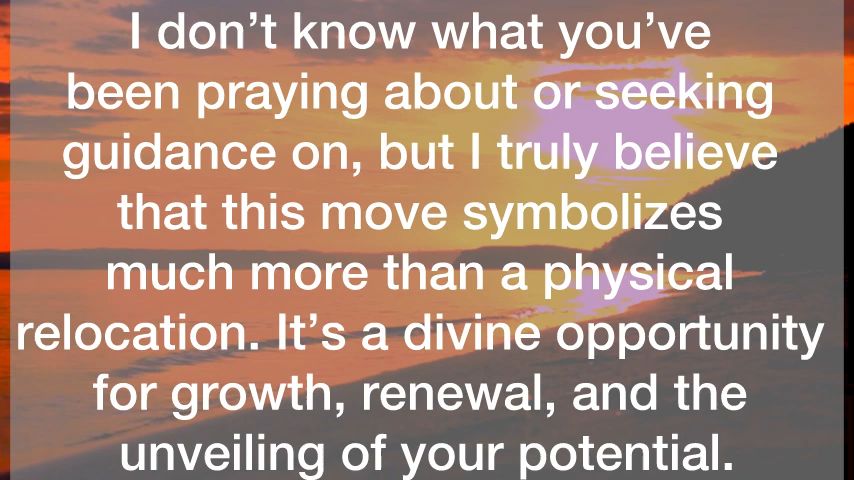 I don’t know what you’ve
been praying about or seeking
guidance on, but I truly believe
that this move symbolizes
much more than a physical
relocation. It’s a divine opportunity
for growth, renewal, and the
unveiling of your potential.